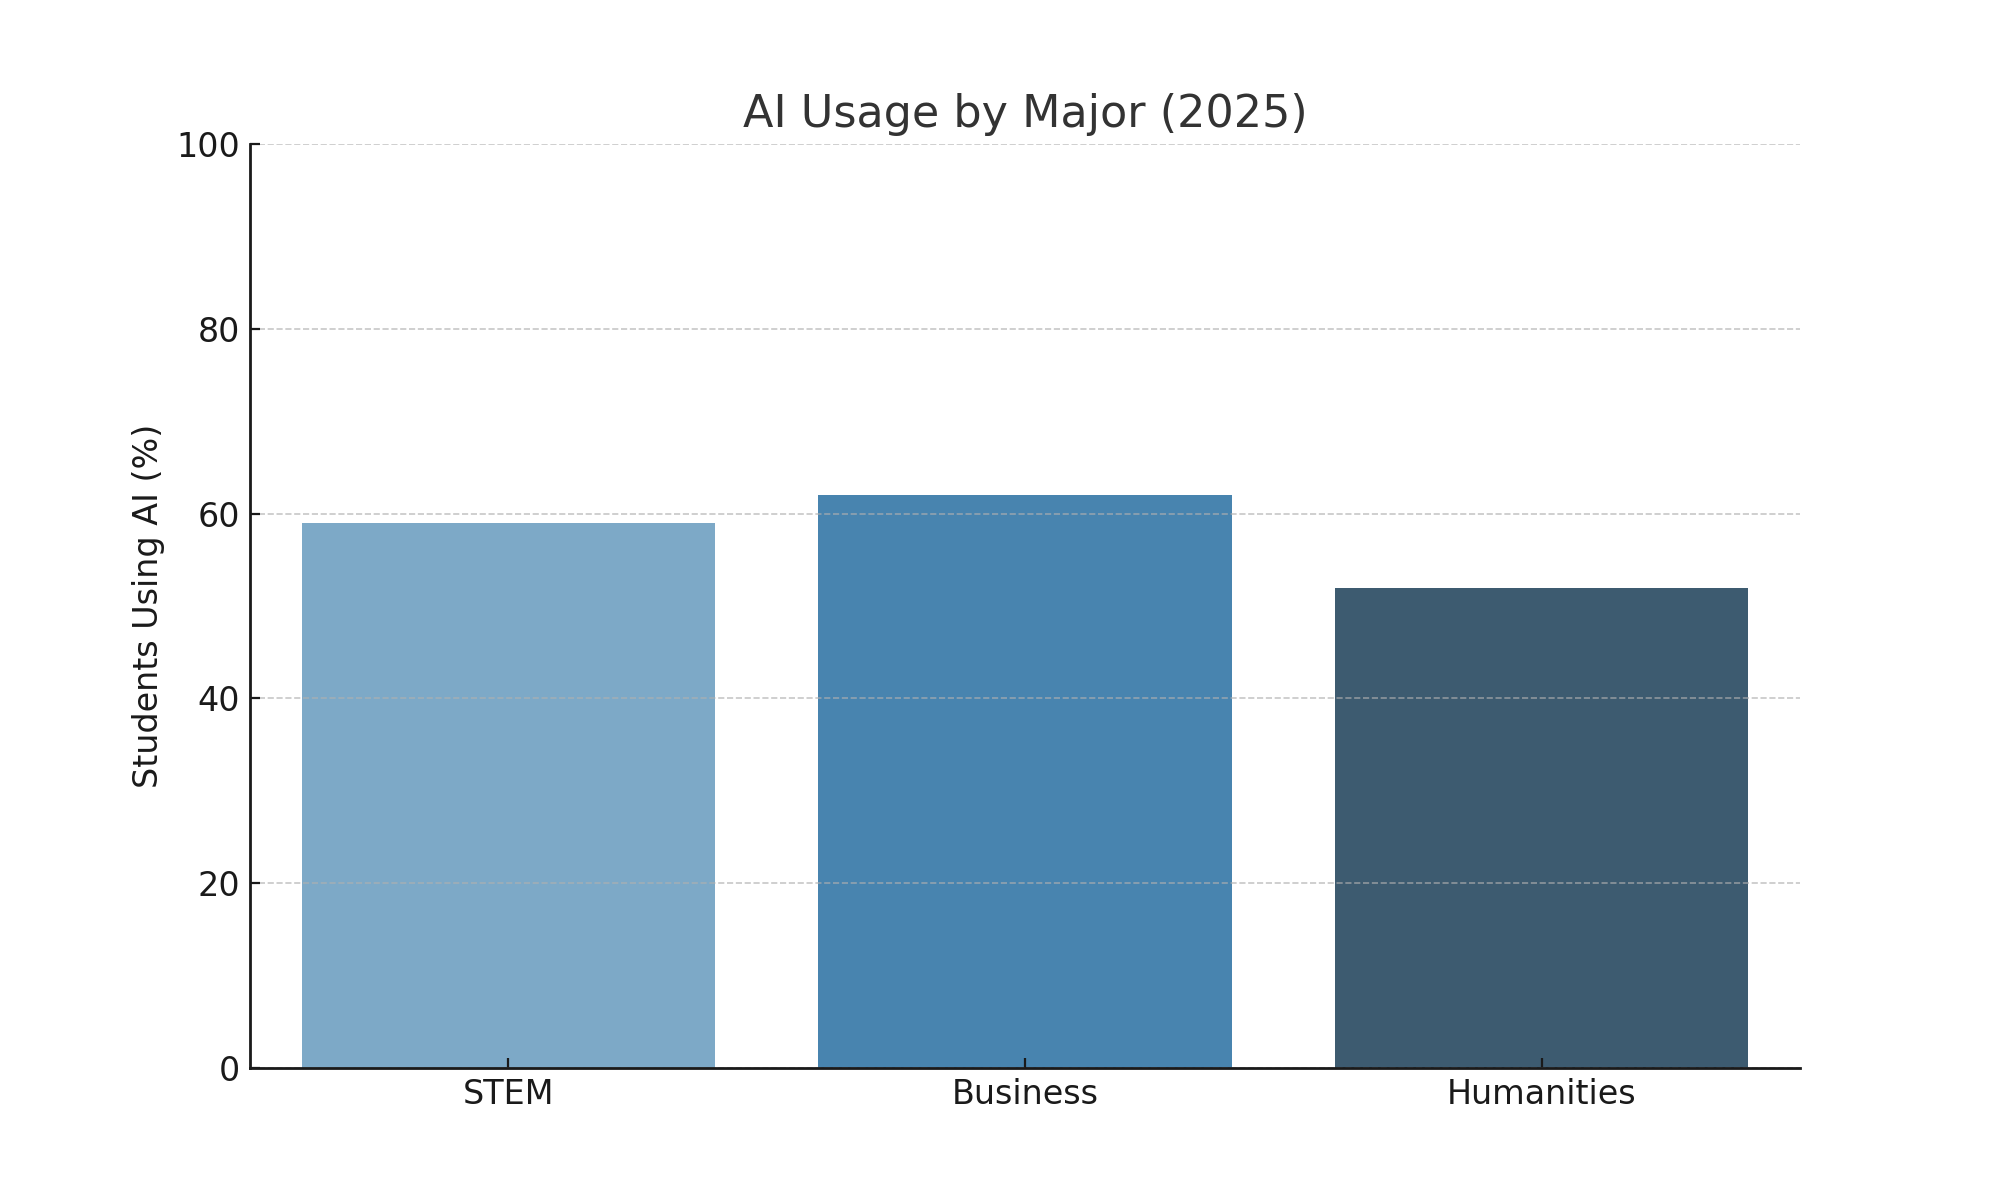 AI Usage by Major (2025)
100
80
60
40
20
0
Students Using AI (%)
STEM
Business
Humanities